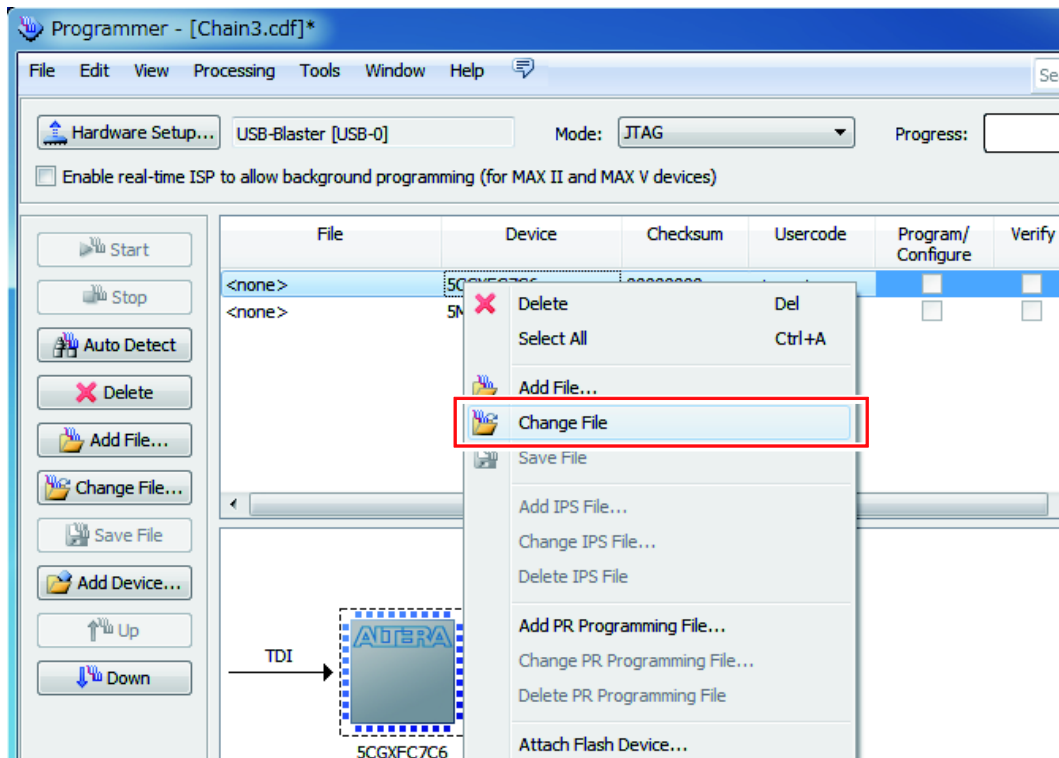 Programmer - [Chain3.cdf]*
File Edit View Processing Tools Window Help
Se
Hardware Setup... USB-Blaster [USB-0] Mode: JTAG Progress:
Enable real-time ISP to allow background programming (for MAX II and MAX V devices)
File Device Checksum Usercode Program/ Configure Verify
Start
Stop
Auto Detect
Delete
Add File...
Change File...
Save File
Add Device...
Up
Down
<none>
<none> 5M
Delete Del
Select All Ctrl+A
Add File...
Change File
Save File
Add IPS File...
Change IPS File...
Delete IPS File
Add PR Programming File...
Change PR Programming File...
Delete PR Programming File
Attach Flash Device...
TDI
ALTERA
5CGXFC7C6